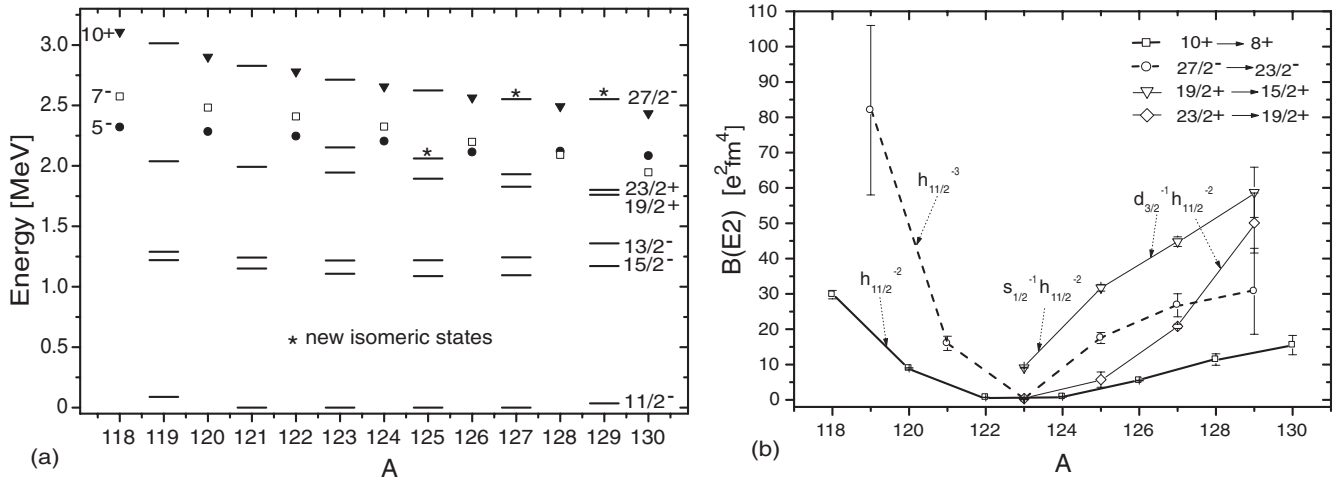 3.0
2.5
2.0
1.5
1.0
0.5
0
Energy [MeV]
10+
7-
5-
*
*
*
27/2-
23/2+
19/2+
13/2-
15/2-
11/2-
* new isomeric states
118 119 120 121 122 123 124 125 126 127 128 129 130
A
(a)
110
100
90
80
70
60
50
40
30
20
10
0
B(E2) [e²fm⁴]
10+ → 8+
27/2- → 23/2-
19/2+ → 15/2+
23/2+ → 19/2+
h11/2⁻³
h11/2⁻²
s1/2⁻¹h11/2⁻²
d3/2⁻¹h11/2⁻²
118 120 122 124 126 128 130
A
(b)